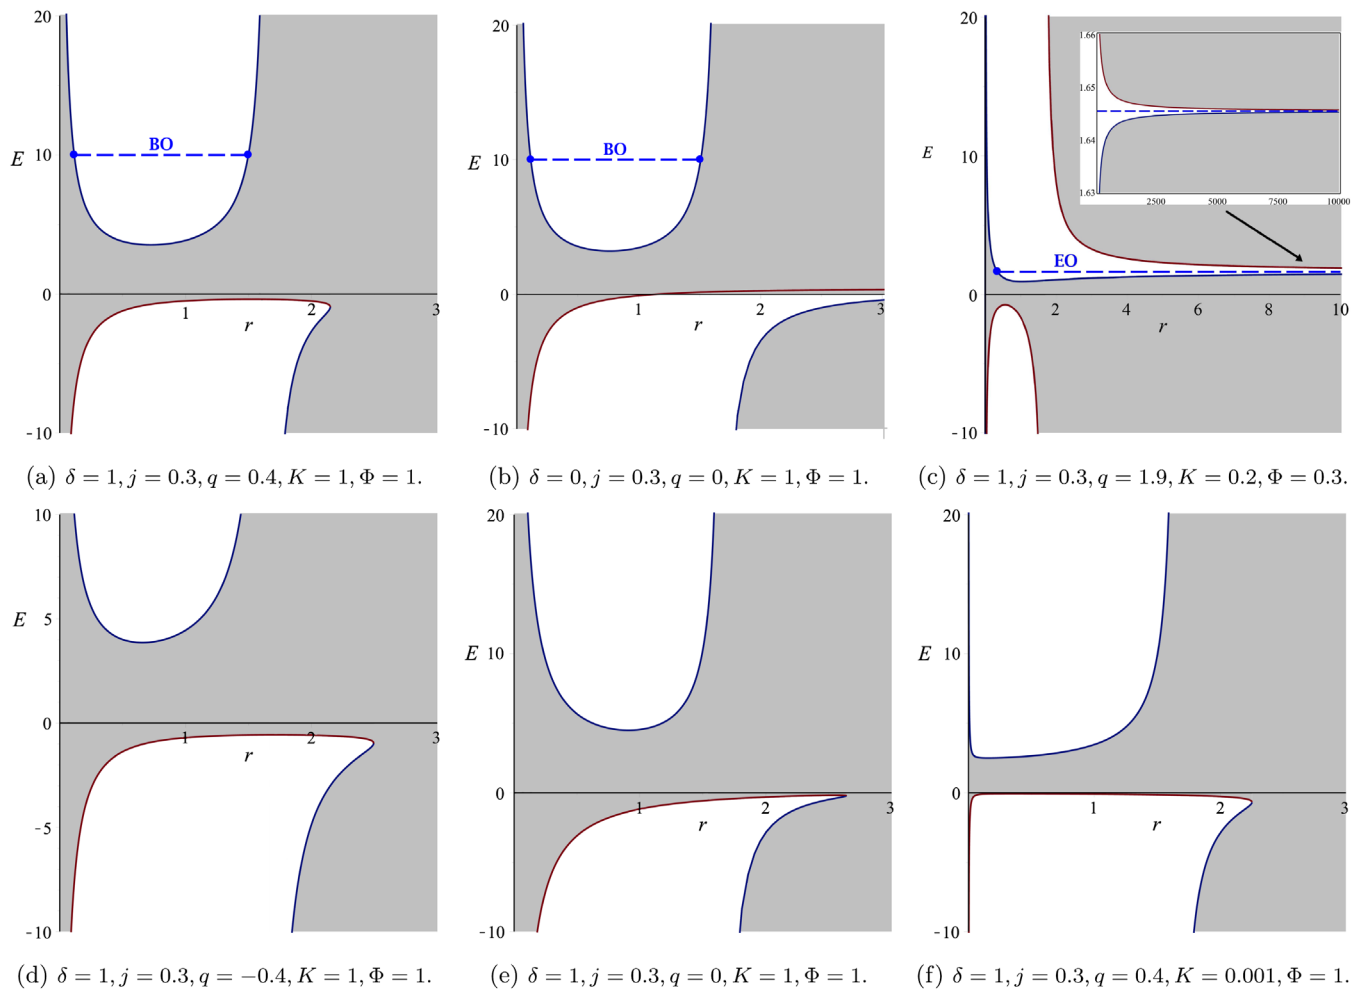 20
E
10
BO
0
1
2
3
r
-10
(a) δ = 1, j = 0.3, q = 0.4, K = 1, Φ = 1.
20
E
10
BO
0
1
2
3
r
-10
(b) δ = 0, j = 0.3, q = 0, K = 1, Φ = 1.
20
E
10
EO
0
2
4
6
8
10
r
-10
1.66
1.65
1.64
1.63
2500
5000
7500
10000
(c) δ = 1, j = 0.3, q = 1.9, K = 0.2, Φ = 0.3.
10
E
5
0
1
2
3
r
-5
-10
(d) δ = 1, j = 0.3, q = −0.4, K = 1, Φ = 1.
20
E
10
0
1
2
3
r
-10
(e) δ = 1, j = 0.3, q = 0, K = 1, Φ = 1.
20
E
10
0
1
2
3
r
-10
(f) δ = 1, j = 0.3, q = 0.4, K = 0.001, Φ = 1.